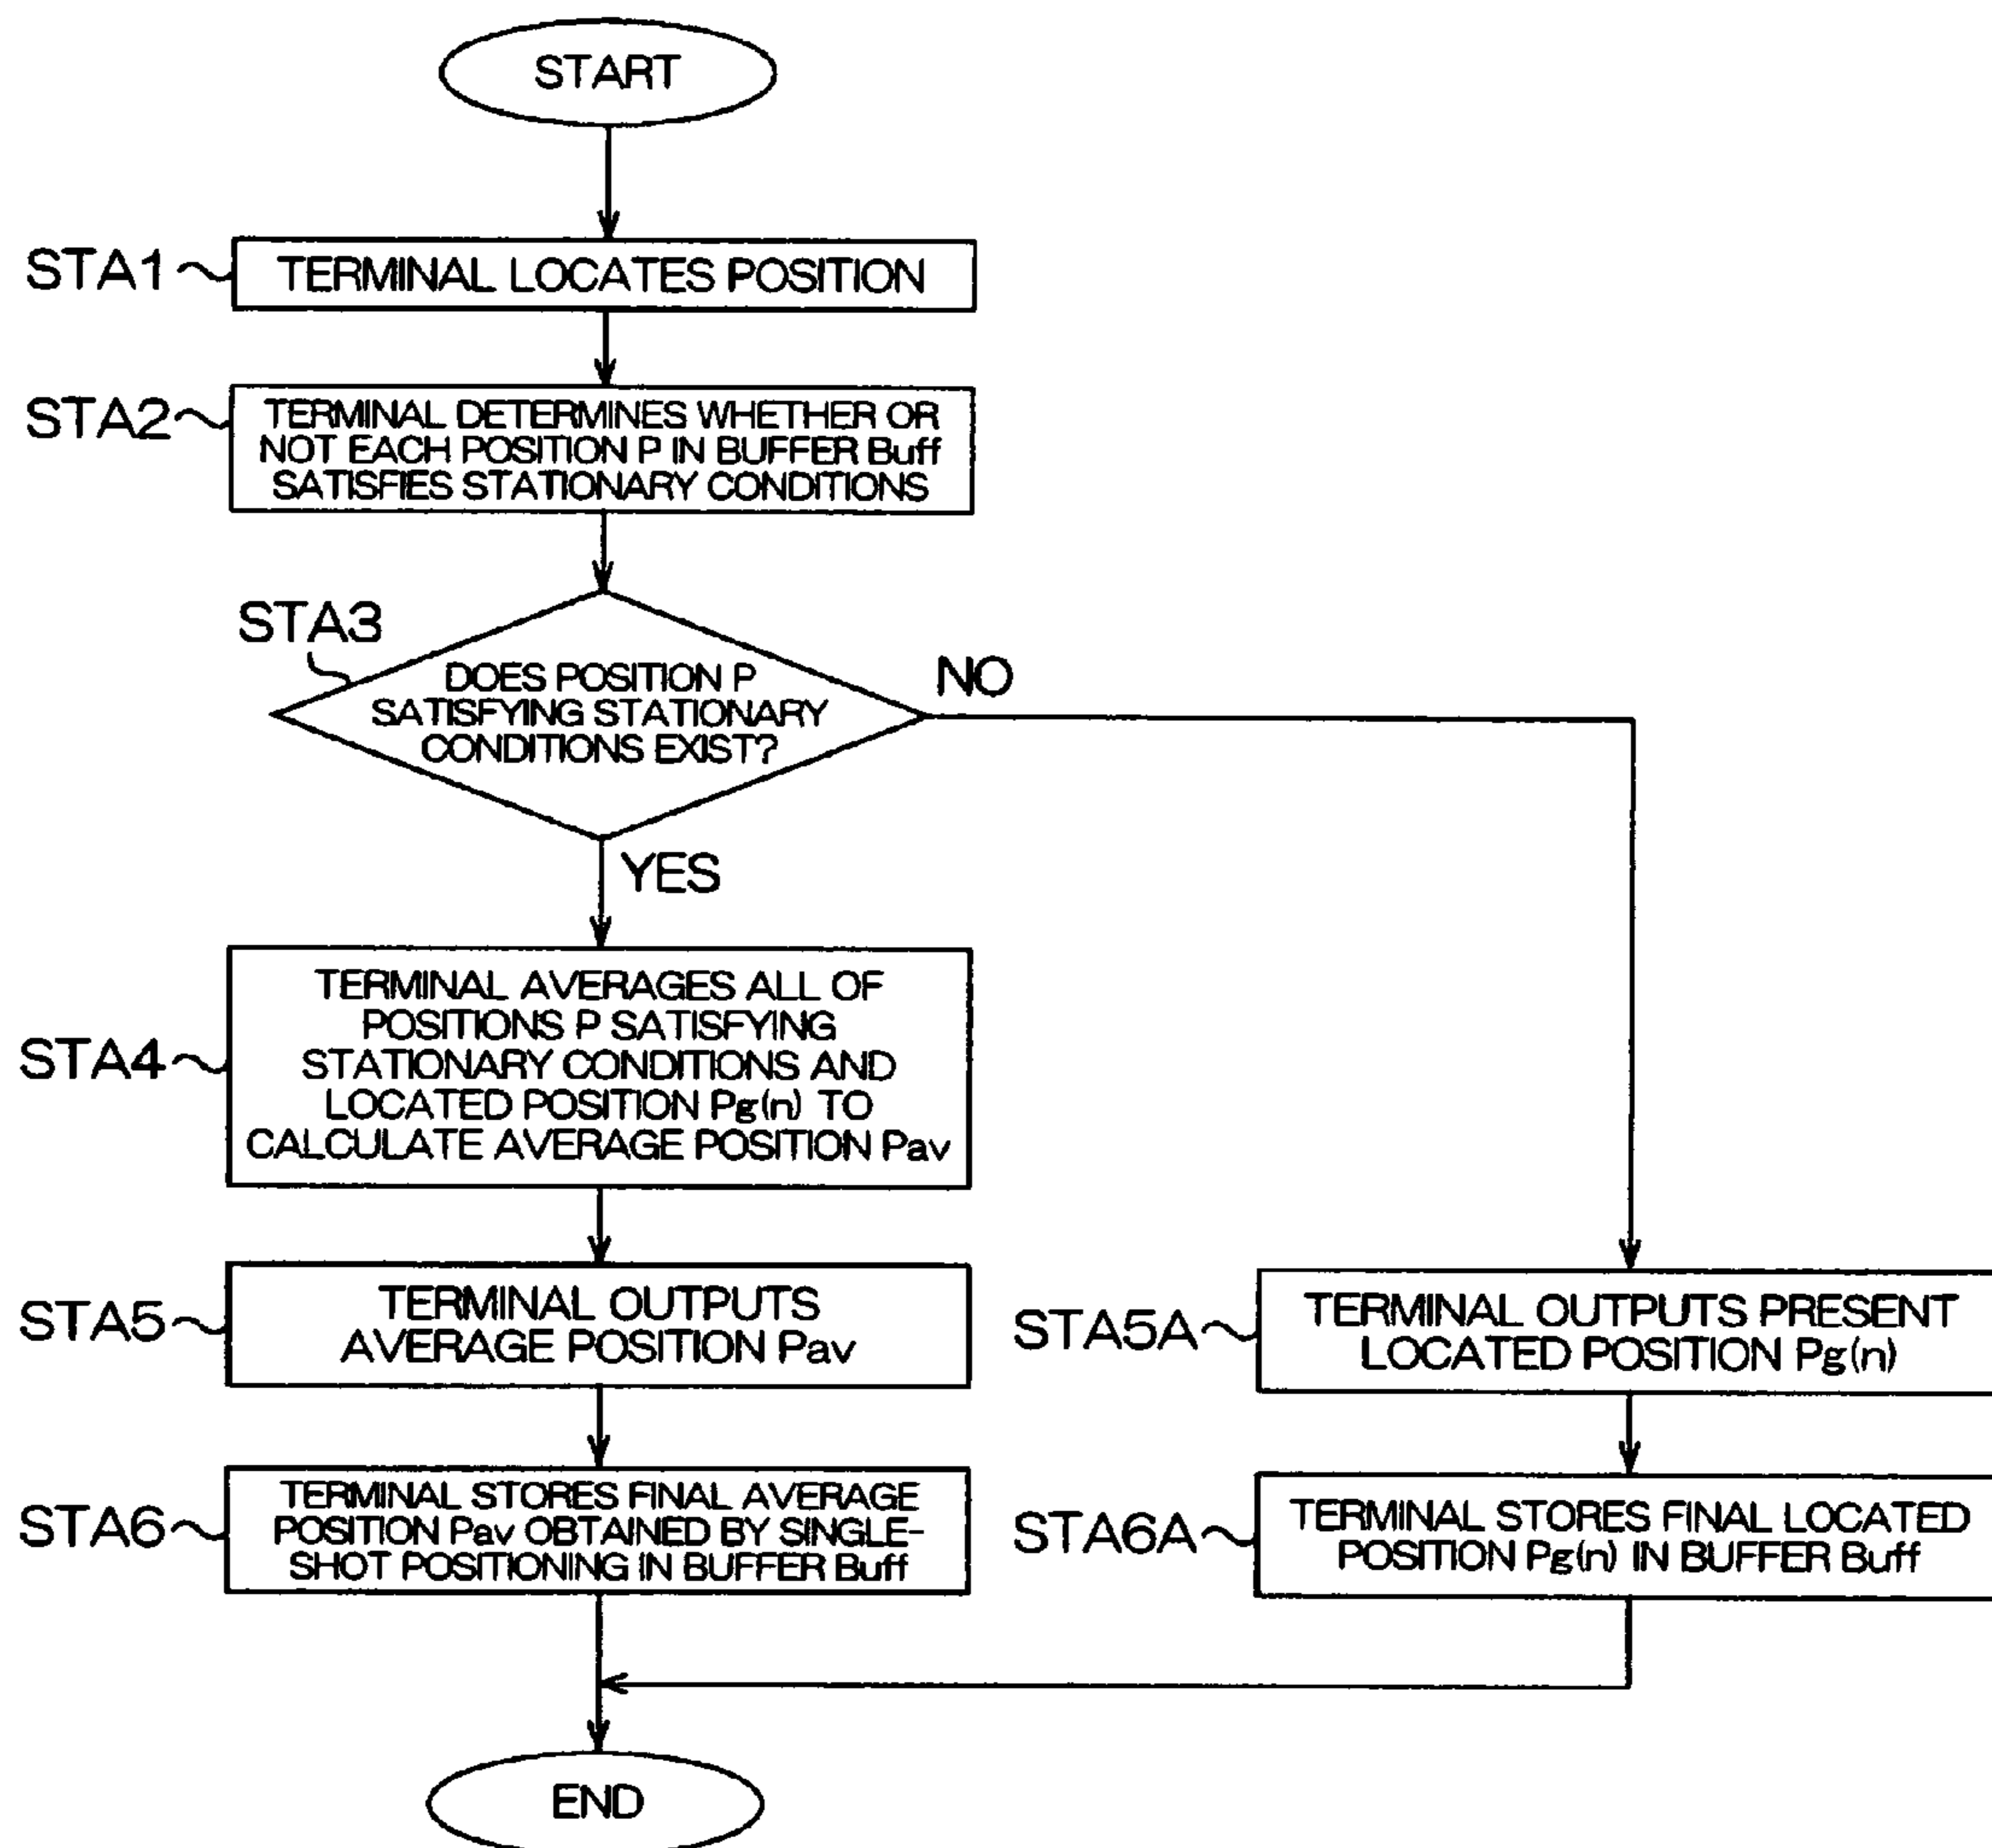 START
STA1
TERMINAL LOCATES POSITION
STA2
TERMINAL DETERMINES WHETHER OR
NOT EACH POSITION P IN BUFFER Buff
SATISFIES STATIONARY CONDITIONS
STA3
DOES POSITION P
SATISFYING STATIONARY
CONDITIONS EXIST?
NO
YES
STA4
TERMINAL AVERAGES ALL OF
POSITIONS P SATISFYING
STATIONARY CONDITIONS AND
LOCATED POSITION Pg(n) TO
CALCULATE AVERAGE POSITION Pav
STA5
TERMINAL OUTPUTS
AVERAGE POSITION Pav
STA5A
TERMINAL OUTPUTS PRESENT
LOCATED POSITION Pg(n)
STA6
TERMINAL STORES FINAL AVERAGE
POSITION Pav OBTAINED BY SINGLE-
SHOT POSITIONING IN BUFFER Buff
STA6A
TERMINAL STORES FINAL LOCATED
POSITION Pg(n) IN BUFFER Buff
END